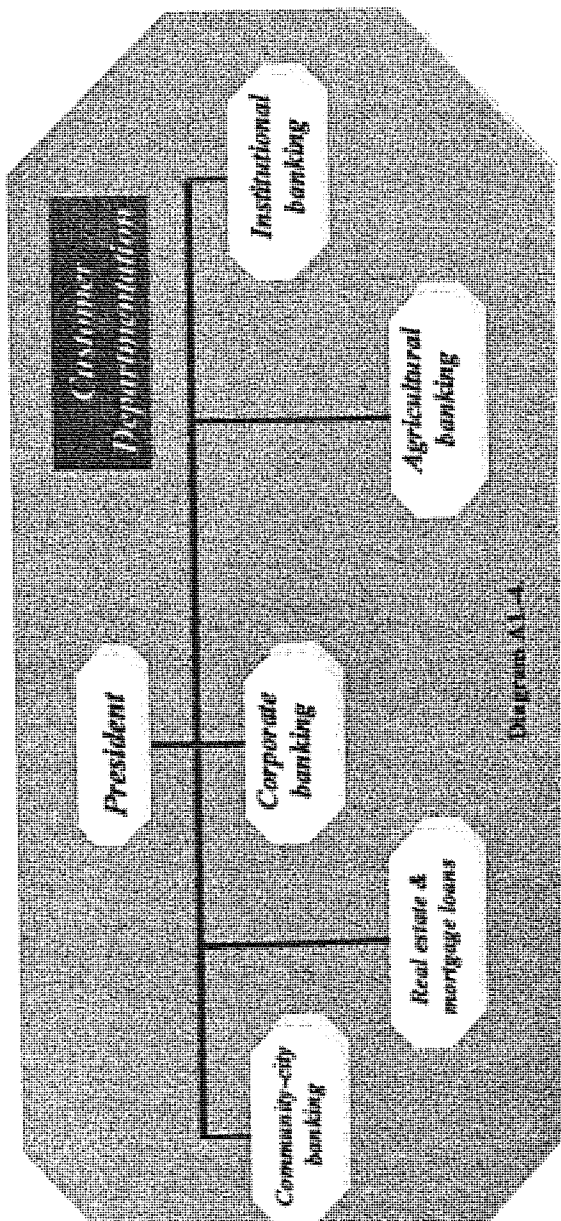 Customer
Departmentation
President
Community-city
banking
Corporate
banking
Institutional
banking
Real estate &
mortgage loans
Agricultural
banking
Diagram